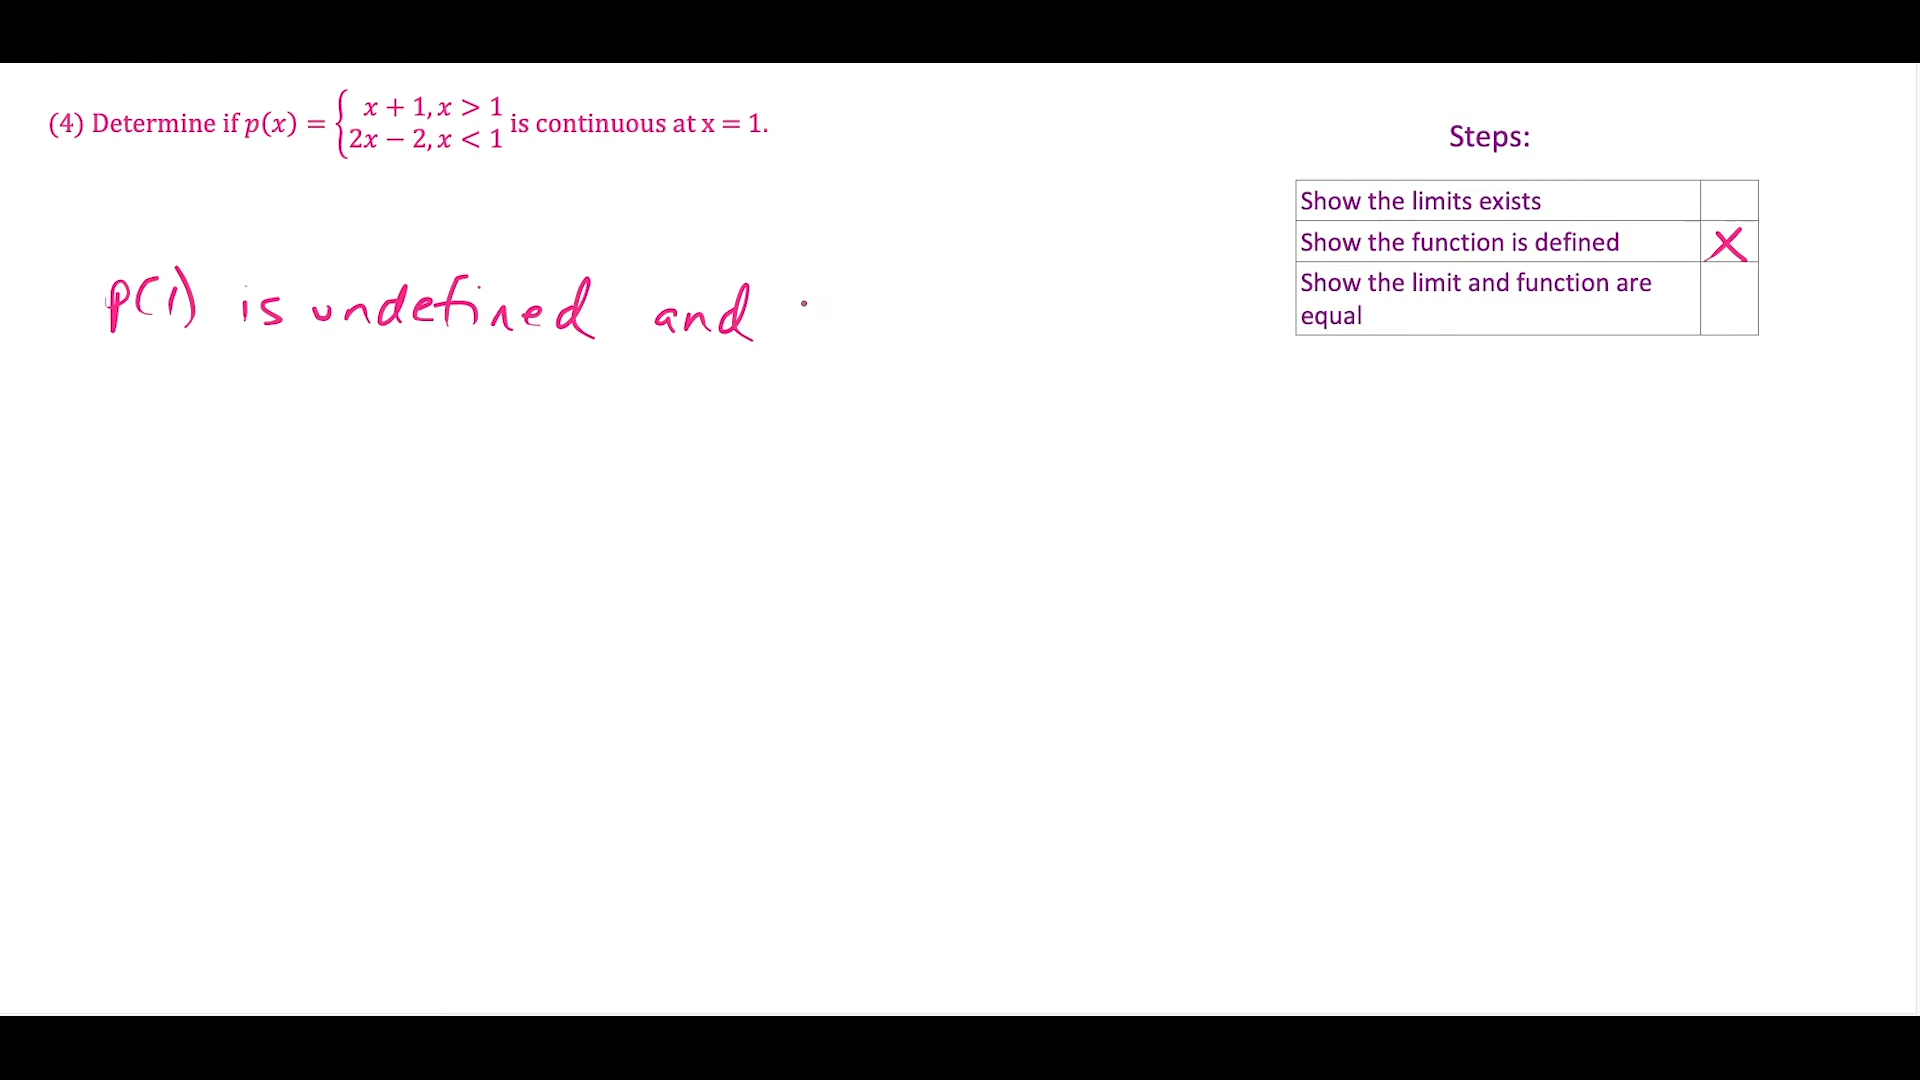 (4) Determine if p(x) = { x + 1, x > 1
2x − 2, x < 1 is continuous at x = 1.
Steps:
Show the limits exists
Show the function is defined X
Show the limit and function are
equal
p(1) is undefined and